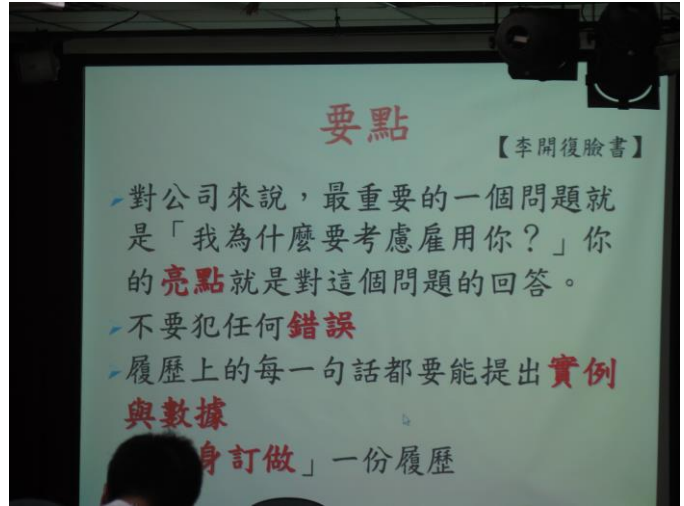 要點
【李開復臉書】
對公司來說，最重要的一個問題就
是「我為什麼要考慮雇用你？」你
的亮點就是對這個問題的回答。
不要犯任何錯誤
履歷上的每一句話都要能提出實例
與數據
身訂做」一份履歷